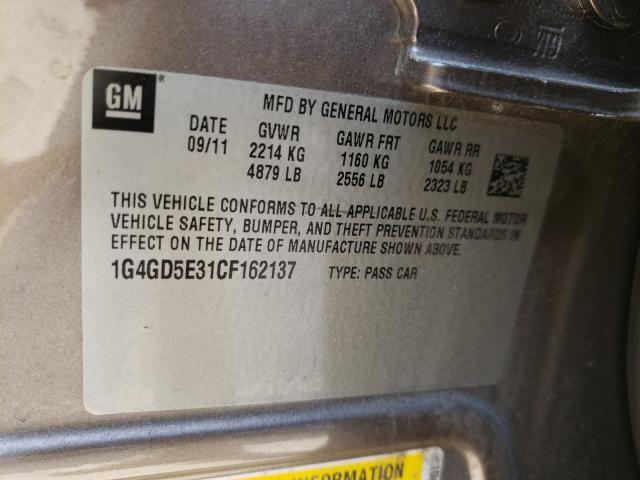 GM ®
MFD BY GENERAL MOTORS LLC
DATE GVWR GAWR FRT GAWR RR
09/11 2214 KG 1160 KG 1054 KG
4879 LB 2556 LB 2323 LB
THIS VEHICLE CONFORMS TO ALL APPLICABLE U.S. FEDERAL MOTOR
VEHICLE SAFETY, BUMPER, AND THEFT PREVENTION STANDARDS IN
EFFECT ON THE DATE OF MANUFACTURE SHOWN ABOVE.
1G4GD5E31CF162137 TYPE: PASS CAR
INFORMATION